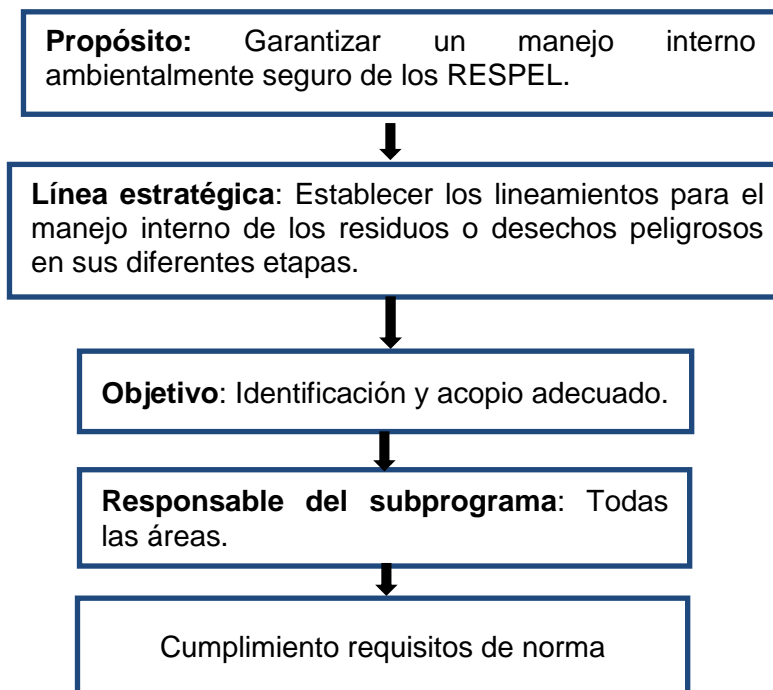 Propósito: Garantizar un manejo interno
ambientalmente seguro de los RESPEL.
Línea estratégica: Establecer los lineamientos para el
manejo interno de los residuos o desechos peligrosos
en sus diferentes etapas.
Objetivo: Identificación y acopio adecuado.
Responsable del subprograma: Todas
las áreas.
Cumplimiento requisitos de norma